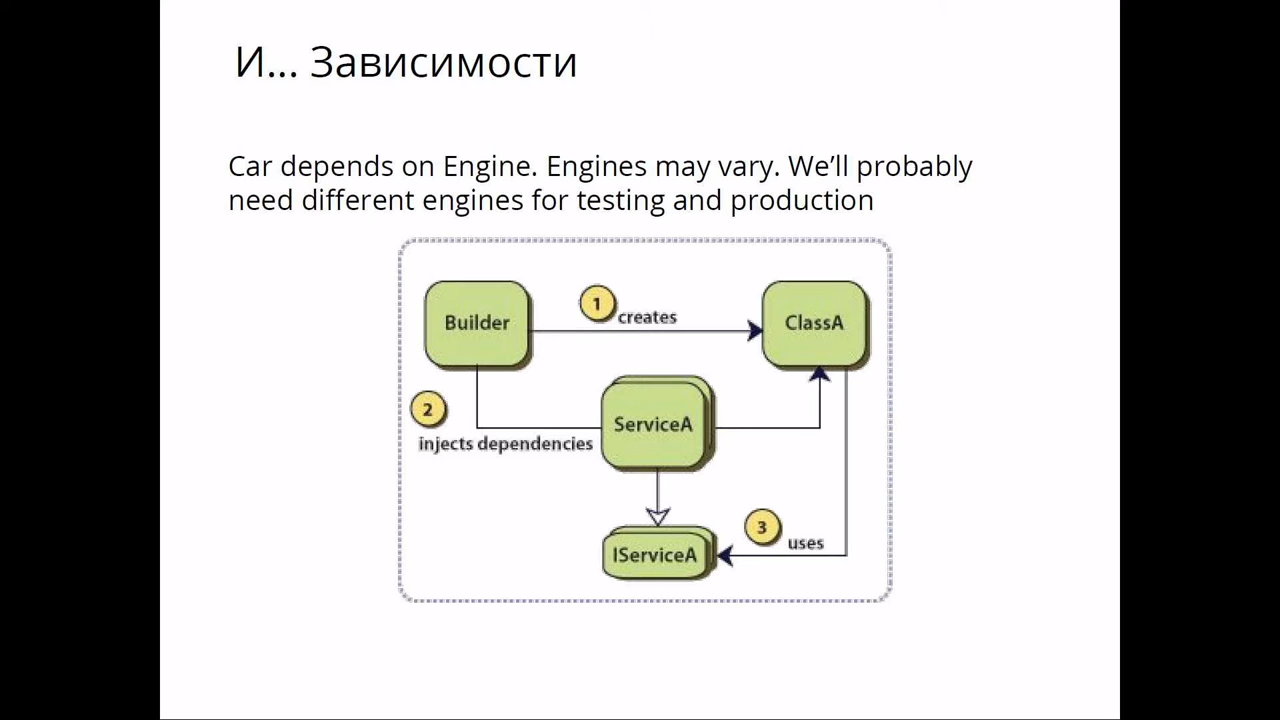 И... Зависимости
Car depends on Engine. Engines may vary. We’ll probably
need different engines for testing and production
Builder
1
creates
ClassA
2
injects dependencies
ServiceA
3
uses
IServiceA